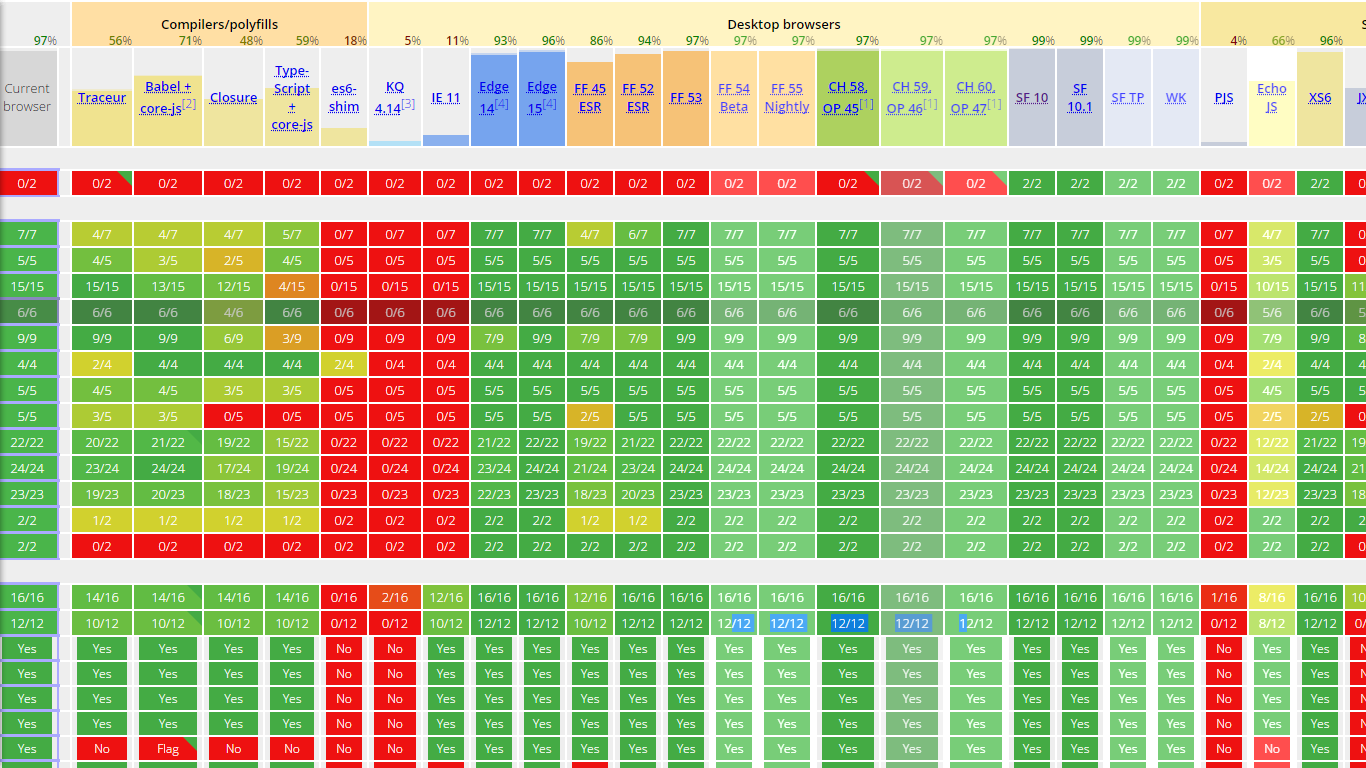 Compilers/polyfills Desktop browsers S
97% 56% 71% 48% 59% 18% 5% 11% 93% 96% 86% 94% 97% 97% 97% 97% 97% 97% 99% 99% 99% 99% 4% 66% 96%
Current browser Traceur Babel + core-js[2] Closure Type-Script + core-js es6-shim KQ 4.14[3] IE 11 Edge 14[4] Edge 15[4] FF 45 ESR FF 52 ESR FF 53 FF 54 Beta FF 55 Nightly CH 58, OP 45[1] CH 59, OP 46[1] CH 60, OP 47[1] SF 10 SF 10.1 SF TP WK PJS Echo JS XS6 JX
0/2 0/2 0/2 0/2 0/2 0/2 0/2 0/2 0/2 0/2 0/2 0/2 0/2 0/2 0/2 0/2 0/2 0/2 2/2 2/2 2/2 2/2 0/2 0/2 2/2 0
7/7 4/7 4/7 4/7 5/7 0/7 0/7 0/7 7/7 7/7 4/7 6/7 7/7 7/7 7/7 7/7 7/7 7/7 7/7 7/7 7/7 7/7 0/7 4/7 7/7 0
5/5 4/5 3/5 2/5 4/5 0/5 0/5 0/5 5/5 5/5 5/5 5/5 5/5 5/5 5/5 5/5 5/5 5/5 5/5 5/5 5/5 5/5 0/5 3/5 5/5 0
15/15 15/15 13/15 12/15 4/15 0/15 0/15 0/15 15/15 15/15 15/15 15/15 15/15 15/15 15/15 15/15 15/15 15/15 15/15 15/15 15/15 15/15 0/15 10/15 15/15 11
6/6 6/6 6/6 4/6 6/6 0/6 0/6 0/6 6/6 6/6 6/6 6/6 6/6 6/6 6/6 6/6 6/6 6/6 6/6 6/6 6/6 6/6 0/6 5/6 6/6 5
9/9 9/9 9/9 6/9 3/9 0/9 0/9 0/9 7/9 9/9 7/9 7/9 9/9 9/9 9/9 9/9 9/9 9/9 9/9 9/9 9/9 9/9 0/9 7/9 9/9 8
4/4 2/4 4/4 4/4 4/4 2/4 0/4 0/4 4/4 4/4 4/4 4/4 4/4 4/4 4/4 4/4 4/4 4/4 4/4 4/4 4/4 4/4 0/4 2/4 4/4 4
5/5 4/5 4/5 3/5 3/5 0/5 0/5 0/5 5/5 5/5 5/5 5/5 5/5 5/5 5/5 5/5 5/5 5/5 5/5 5/5 5/5 5/5 0/5 4/5 5/5 0
5/5 3/5 3/5 0/5 0/5 0/5 0/5 0/5 5/5 5/5 2/5 5/5 5/5 5/5 5/5 5/5 5/5 5/5 5/5 5/5 5/5 5/5 0/5 2/5 2/5 0
22/22 20/22 21/22 19/22 15/22 0/22 0/22 0/22 21/22 22/22 19/22 21/22 22/22 22/22 22/22 22/22 22/22 22/22 22/22 22/22 22/22 22/22 0/22 12/22 21/22 19
24/24 23/24 24/24 17/24 19/24 0/24 0/24 0/24 23/24 24/24 21/24 23/24 24/24 24/24 24/24 24/24 24/24 24/24 24/24 24/24 24/24 24/24 0/24 14/24 24/24 21
23/23 19/23 20/23 18/23 15/23 0/23 0/23 0/23 22/23 23/23 18/23 20/23 23/23 23/23 23/23 23/23 23/23 23/23 23/23 23/23 23/23 23/23 0/23 12/23 23/23 18
2/2 1/2 1/2 1/2 1/2 0/2 0/2 0/2 2/2 2/2 1/2 1/2 2/2 2/2 2/2 2/2 2/2 2/2 2/2 2/2 2/2 2/2 0/2 2/2 2/2 2
2/2 0/2 0/2 0/2 0/2 0/2 0/2 0/2 2/2 2/2 2/2 2/2 2/2 2/2 2/2 2/2 2/2 2/2 2/2 2/2 2/2 2/2 0/2 2/2 2/2 2
16/16 14/16 14/16 14/16 14/16 0/16 2/16 12/16 16/16 16/16 12/16 16/16 16/16 16/16 16/16 16/16 16/16 16/16 16/16 16/16 16/16 16/16 1/16 8/16 16/16 10
12/12 10/12 10/12 10/12 10/12 0/12 0/12 10/12 12/12 12/12 10/12 12/12 12/12 12/12 12/12 12/12 12/12 12/12 12/12 12/12 12/12 12/12 0/12 8/12 12/12 0/
Yes Yes Yes Yes Yes No No Yes Yes Yes Yes Yes Yes Yes Yes Yes Yes Yes Yes Yes Yes Yes No Yes Yes N
Yes Yes Yes Yes Yes No No Yes Yes Yes Yes Yes Yes Yes Yes Yes Yes Yes Yes Yes Yes Yes No Yes Yes N
Yes Yes Yes Yes Yes No No Yes Yes Yes Yes Yes Yes Yes Yes Yes Yes Yes Yes Yes Yes Yes No Yes Yes N
Yes No Flag No No No No Yes Yes Yes Yes Yes Yes Yes Yes Yes Yes Yes Yes Yes Yes Yes No No Yes N